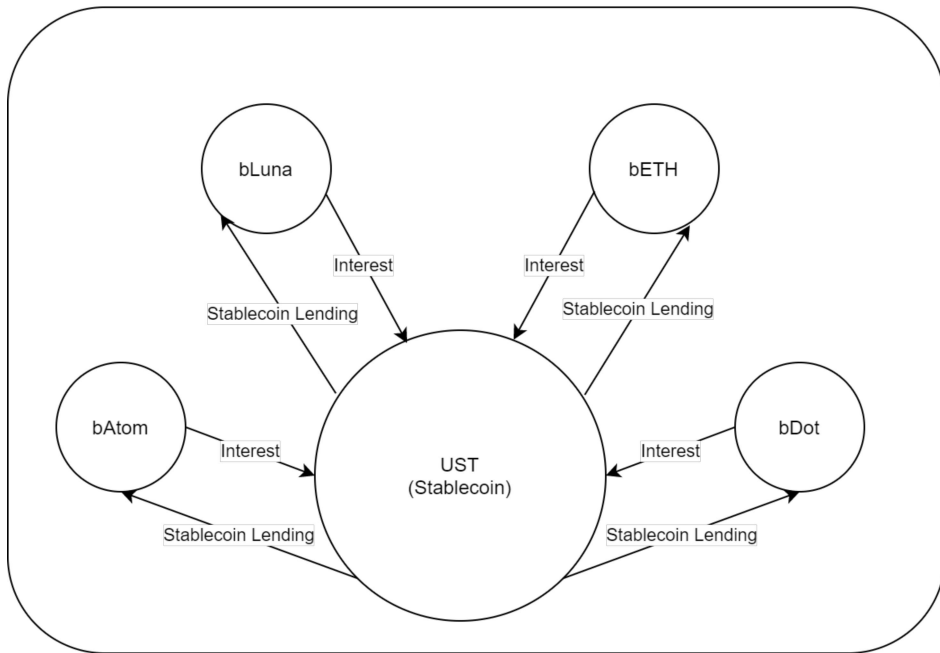 bLuna
bETH
Interest
Interest
Stablecoin Lending
Stablecoin Lending
bAtom
bDot
Interest
Interest
UST
(Stablecoin)
Stablecoin Lending
Stablecoin Lending